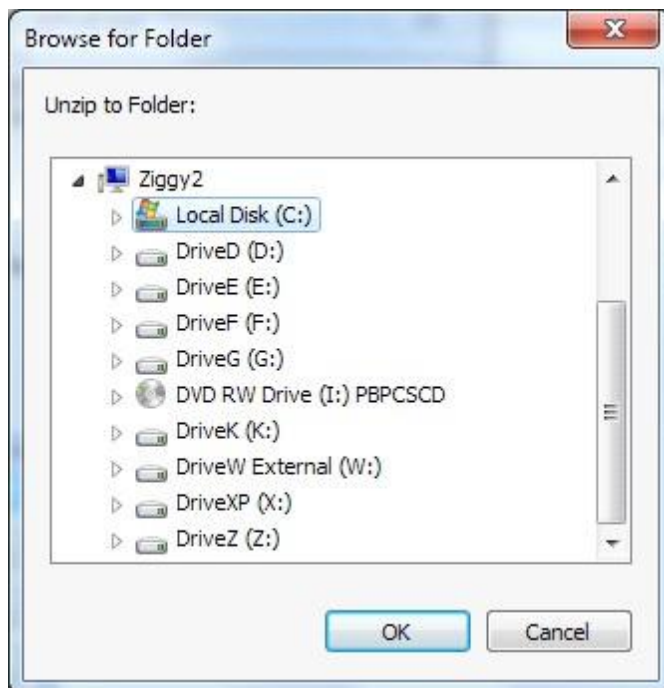 Browse for Folder
Unzip to Folder:
Ziggy2
Local Disk (C:)
DriveD (D:)
DriveE (E:)
DriveF (F:)
DriveG (G:)
DVD RW Drive (I:) PBPCSCD
DriveK (K:)
DriveW External (W:)
DriveXP (X:)
DriveZ (Z:)
OK Cancel